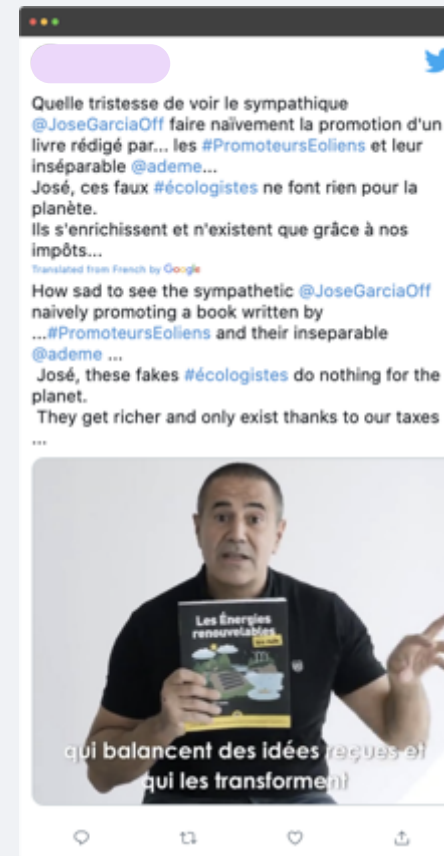 Quelle tristesse de voir le sympathique
@JoseGarciaOff faire naïvement la promotion d'un
livre rédigé par... les #PromoteursEoliens et leur
inséparable @ademe...
José, ces faux #écologistes ne font rien pour la
planète.
Ils s'enrichissent et n'existent que grâce à nos
impôts...
Translated from French by Google
How sad to see the sympathetic @JoseGarciaOff
naively promoting a book written by
...#PromoteursEoliens and their inseparable
@ademe ...
José, these fakes #écologistes do nothing for the
planet.
They get richer and only exist thanks to our taxes
...
Les Énergies
renouvelables
qui balancent des idées reçues et
qui les transforment